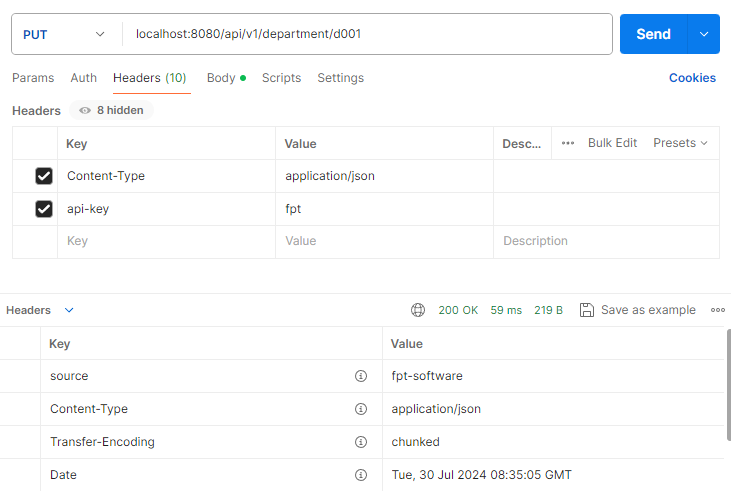 PUT localhost:8080/api/v1/department/d001 Send
Params Auth Headers (10) Body Scripts Settings Cookies
Headers 8 hidden
Key Value Desc... ••• Bulk Edit Presets
Content-Type application/json
api-key fpt
Key Value Description
Headers 200 OK 59 ms 219 B Save as example
Key Value
source fpt-software
Content-Type application/json
Transfer-Encoding chunked
Date Tue, 30 Jul 2024 08:35:05 GMT